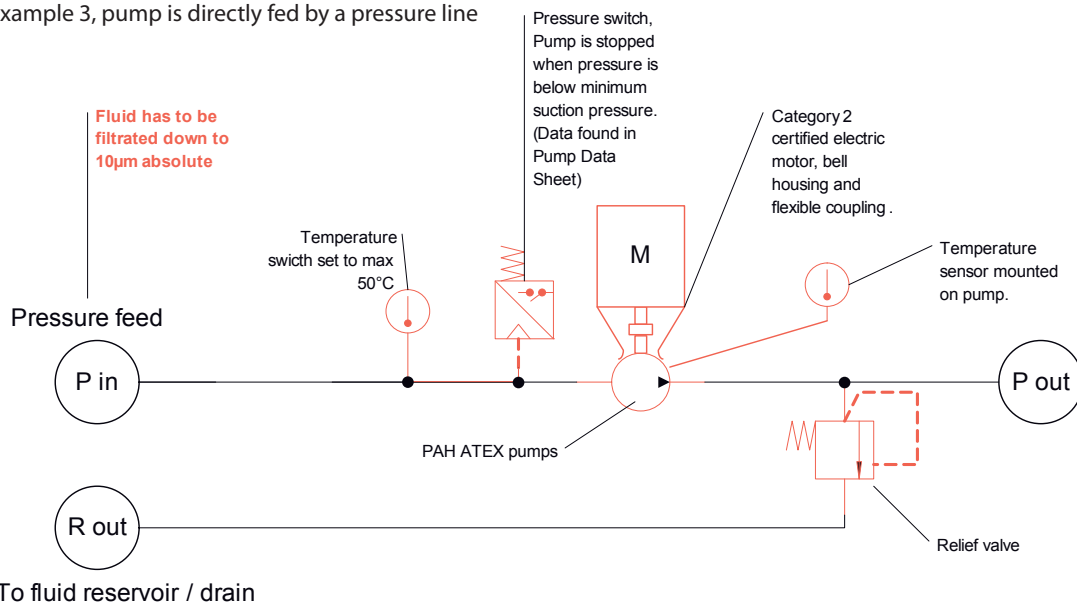 xample 3, pump is directly fed by a pressure line
Pressure switch,
Pump is stopped
when pressure is
below minimum
suction pressure.
(Data found in
Pump Data
Sheet)
Fluid has to be
filtrated down to
10µm absolute
Category 2
certified electric
motor, bell
housing and
flexible coupling .
Temperature
swicth set to max
50°C
M
Temperature
sensor mounted
on pump.
Pressure feed
P in
P out
PAH ATEX pumps
R out
Relief valve
To fluid reservoir / drain